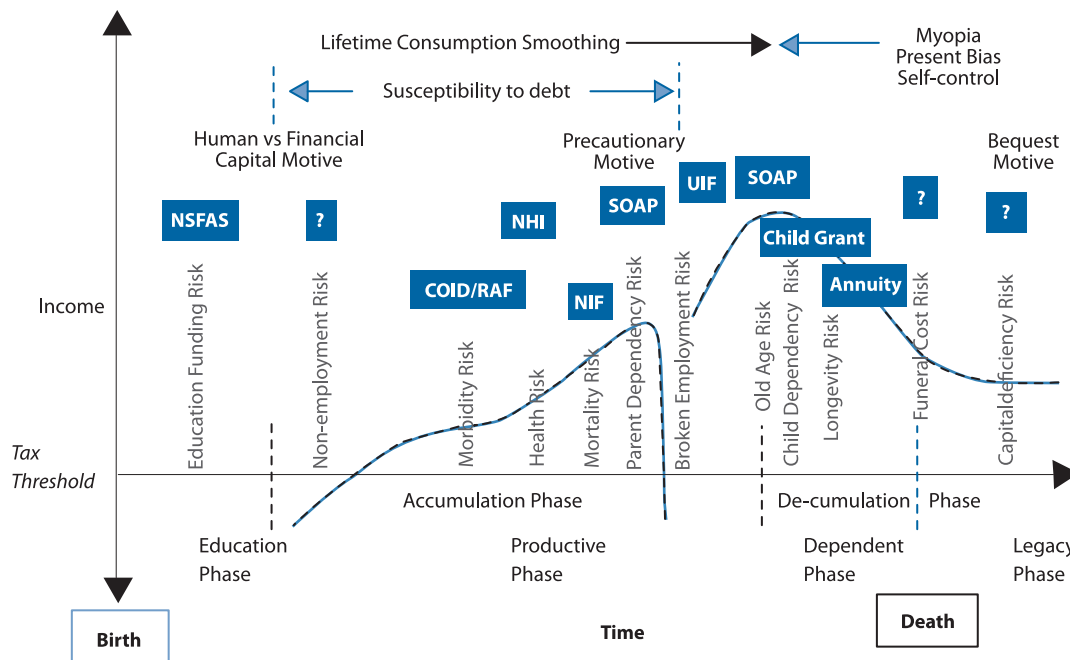 Lifetime Consumption Smoothing
Myopia
Present Bias
Self-control
Susceptibility to debt
Human vs Financial
Capital Motive
Precautionary
Motive
Bequest
Motive
NSFAS
?
NHI
SOAP
UIF
SOAP
?
?
Child Grant
COID/RAF
NIF
Annuity
Income
Education Funding Risk
Non-employment Risk
Morbidity Risk
Health Risk
Mortality Risk
Parent Dependency Risk
Broken Employment Risk
Old Age Risk
Child Dependency Risk
Longevity Risk
Funeral Cost Risk
Capitaldeficiency Risk
Tax
Threshold
Accumulation Phase
De-cumulation Phase
Education
Phase
Productive
Phase
Dependent
Phase
Legacy
Phase
Birth
Time
Death